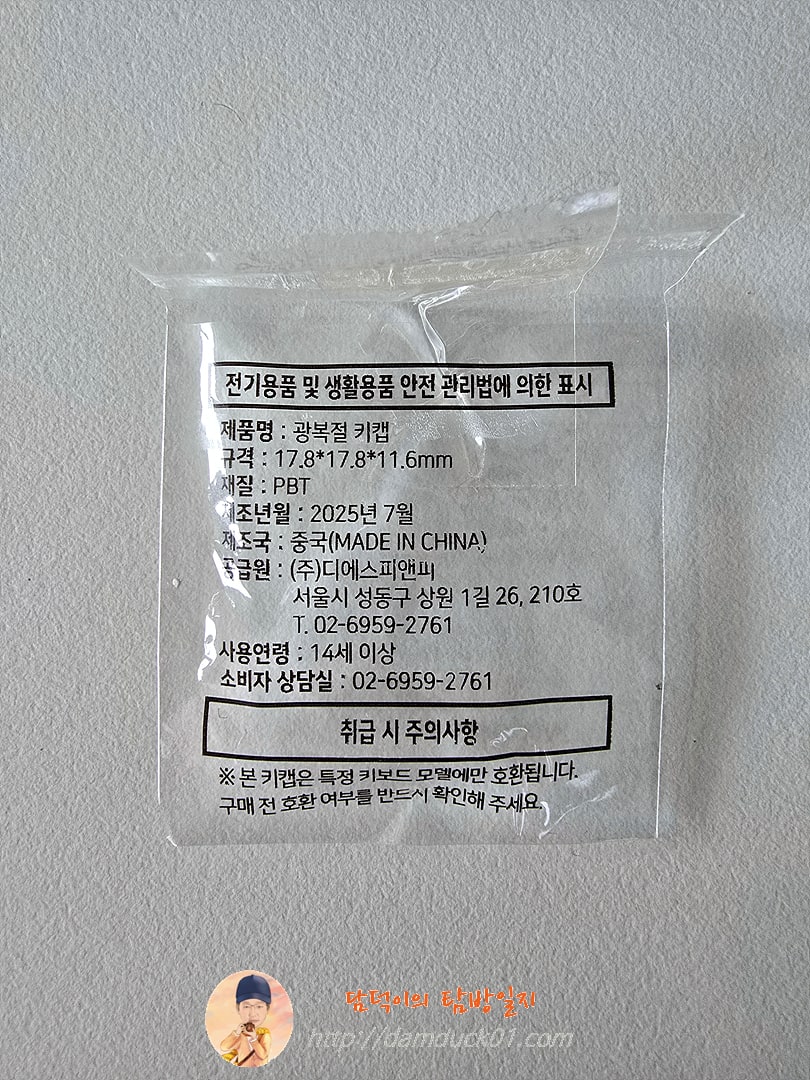 전기용품 및 생활용품 안전 관리법에 의한 표시
제품명 : 광복절 키캡
규격 : 17.8*17.8*11.6mm
재질 : PBT
제조년월 : 2025년 7월
제조국 : 중국(MADE IN CHINA)
공급원 : (주)디에스피앤피
서울시 성동구 상원 1길 26, 210호
T. 02-6959-2761
사용연령 : 14세 이상
소비자 상담실 : 02-6959-2761
취급 시 주의사항
※ 본 키캡은 특정 키보드 모델에만 호환됩니다.
구매 전 호환 여부를 반드시 확인해 주세요.
담덕이의 탐방일지
http://damduck01.com